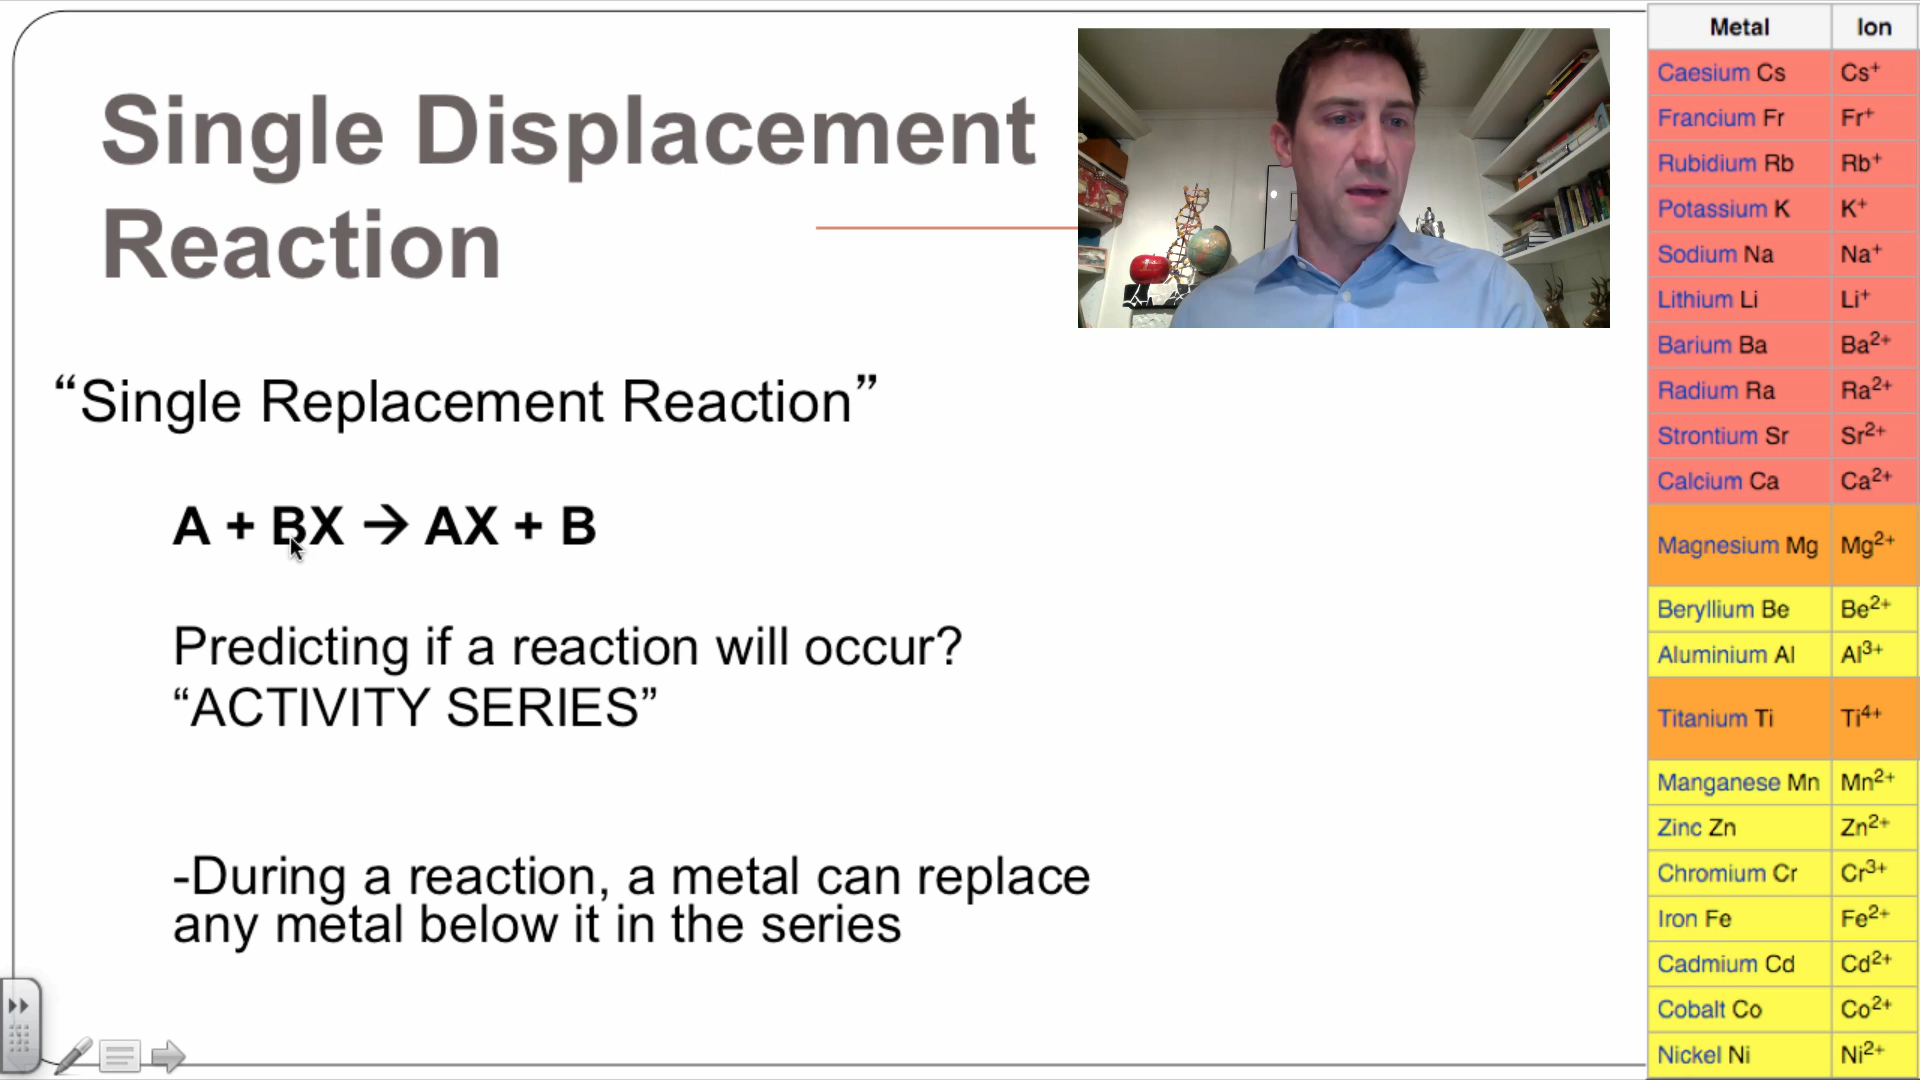 Single Displacement
Reaction
“Single Replacement Reaction”
A + BX → AX + B
Predicting if a reaction will occur?
“ACTIVITY SERIES”
-During a reaction, a metal can replace
any metal below it in the series
Metal Ion
Caesium Cs Cs⁺
Francium Fr Fr⁺
Rubidium Rb Rb⁺
Potassium K K⁺
Sodium Na Na⁺
Lithium Li Li⁺
Barium Ba Ba²⁺
Radium Ra Ra²⁺
Strontium Sr Sr²⁺
Calcium Ca Ca²⁺
Magnesium Mg Mg²⁺
Beryllium Be Be²⁺
Aluminium Al Al³⁺
Titanium Ti Ti⁴⁺
Manganese Mn Mn²⁺
Zinc Zn Zn²⁺
Chromium Cr Cr³⁺
Iron Fe Fe²⁺
Cadmium Cd Cd²⁺
Cobalt Co Co²⁺
Nickel Ni Ni²⁺